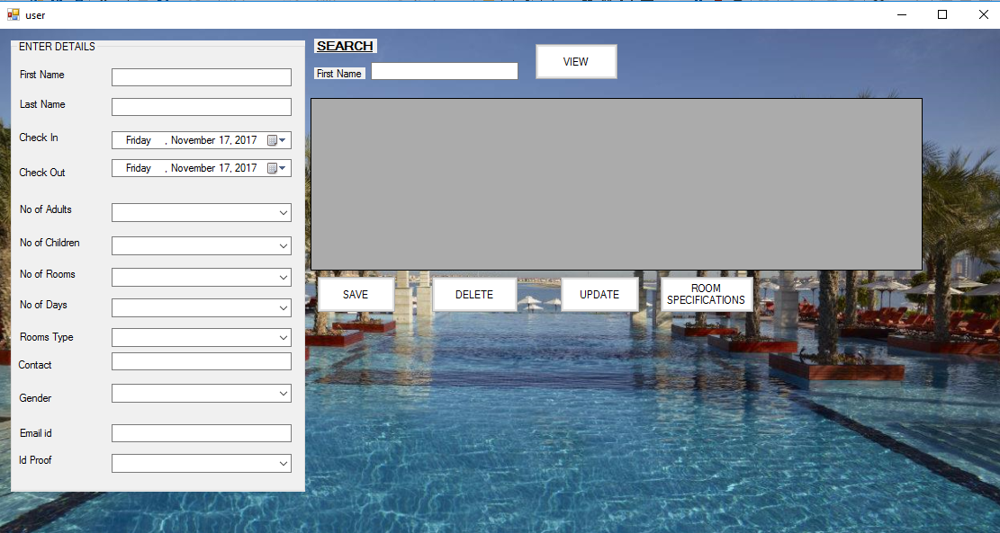 user
ENTER DETAILS
First Name
Last Name
Check In
Friday , November 17, 2017
Check Out
Friday , November 17, 2017
No of Adults
No of Children
No of Rooms
No of Days
Rooms Type
Contact
Gender
Email id
Id Proof
SEARCH
First Name
VIEW
SAVE
DELETE
UPDATE
ROOM
SPECIFICATIONS